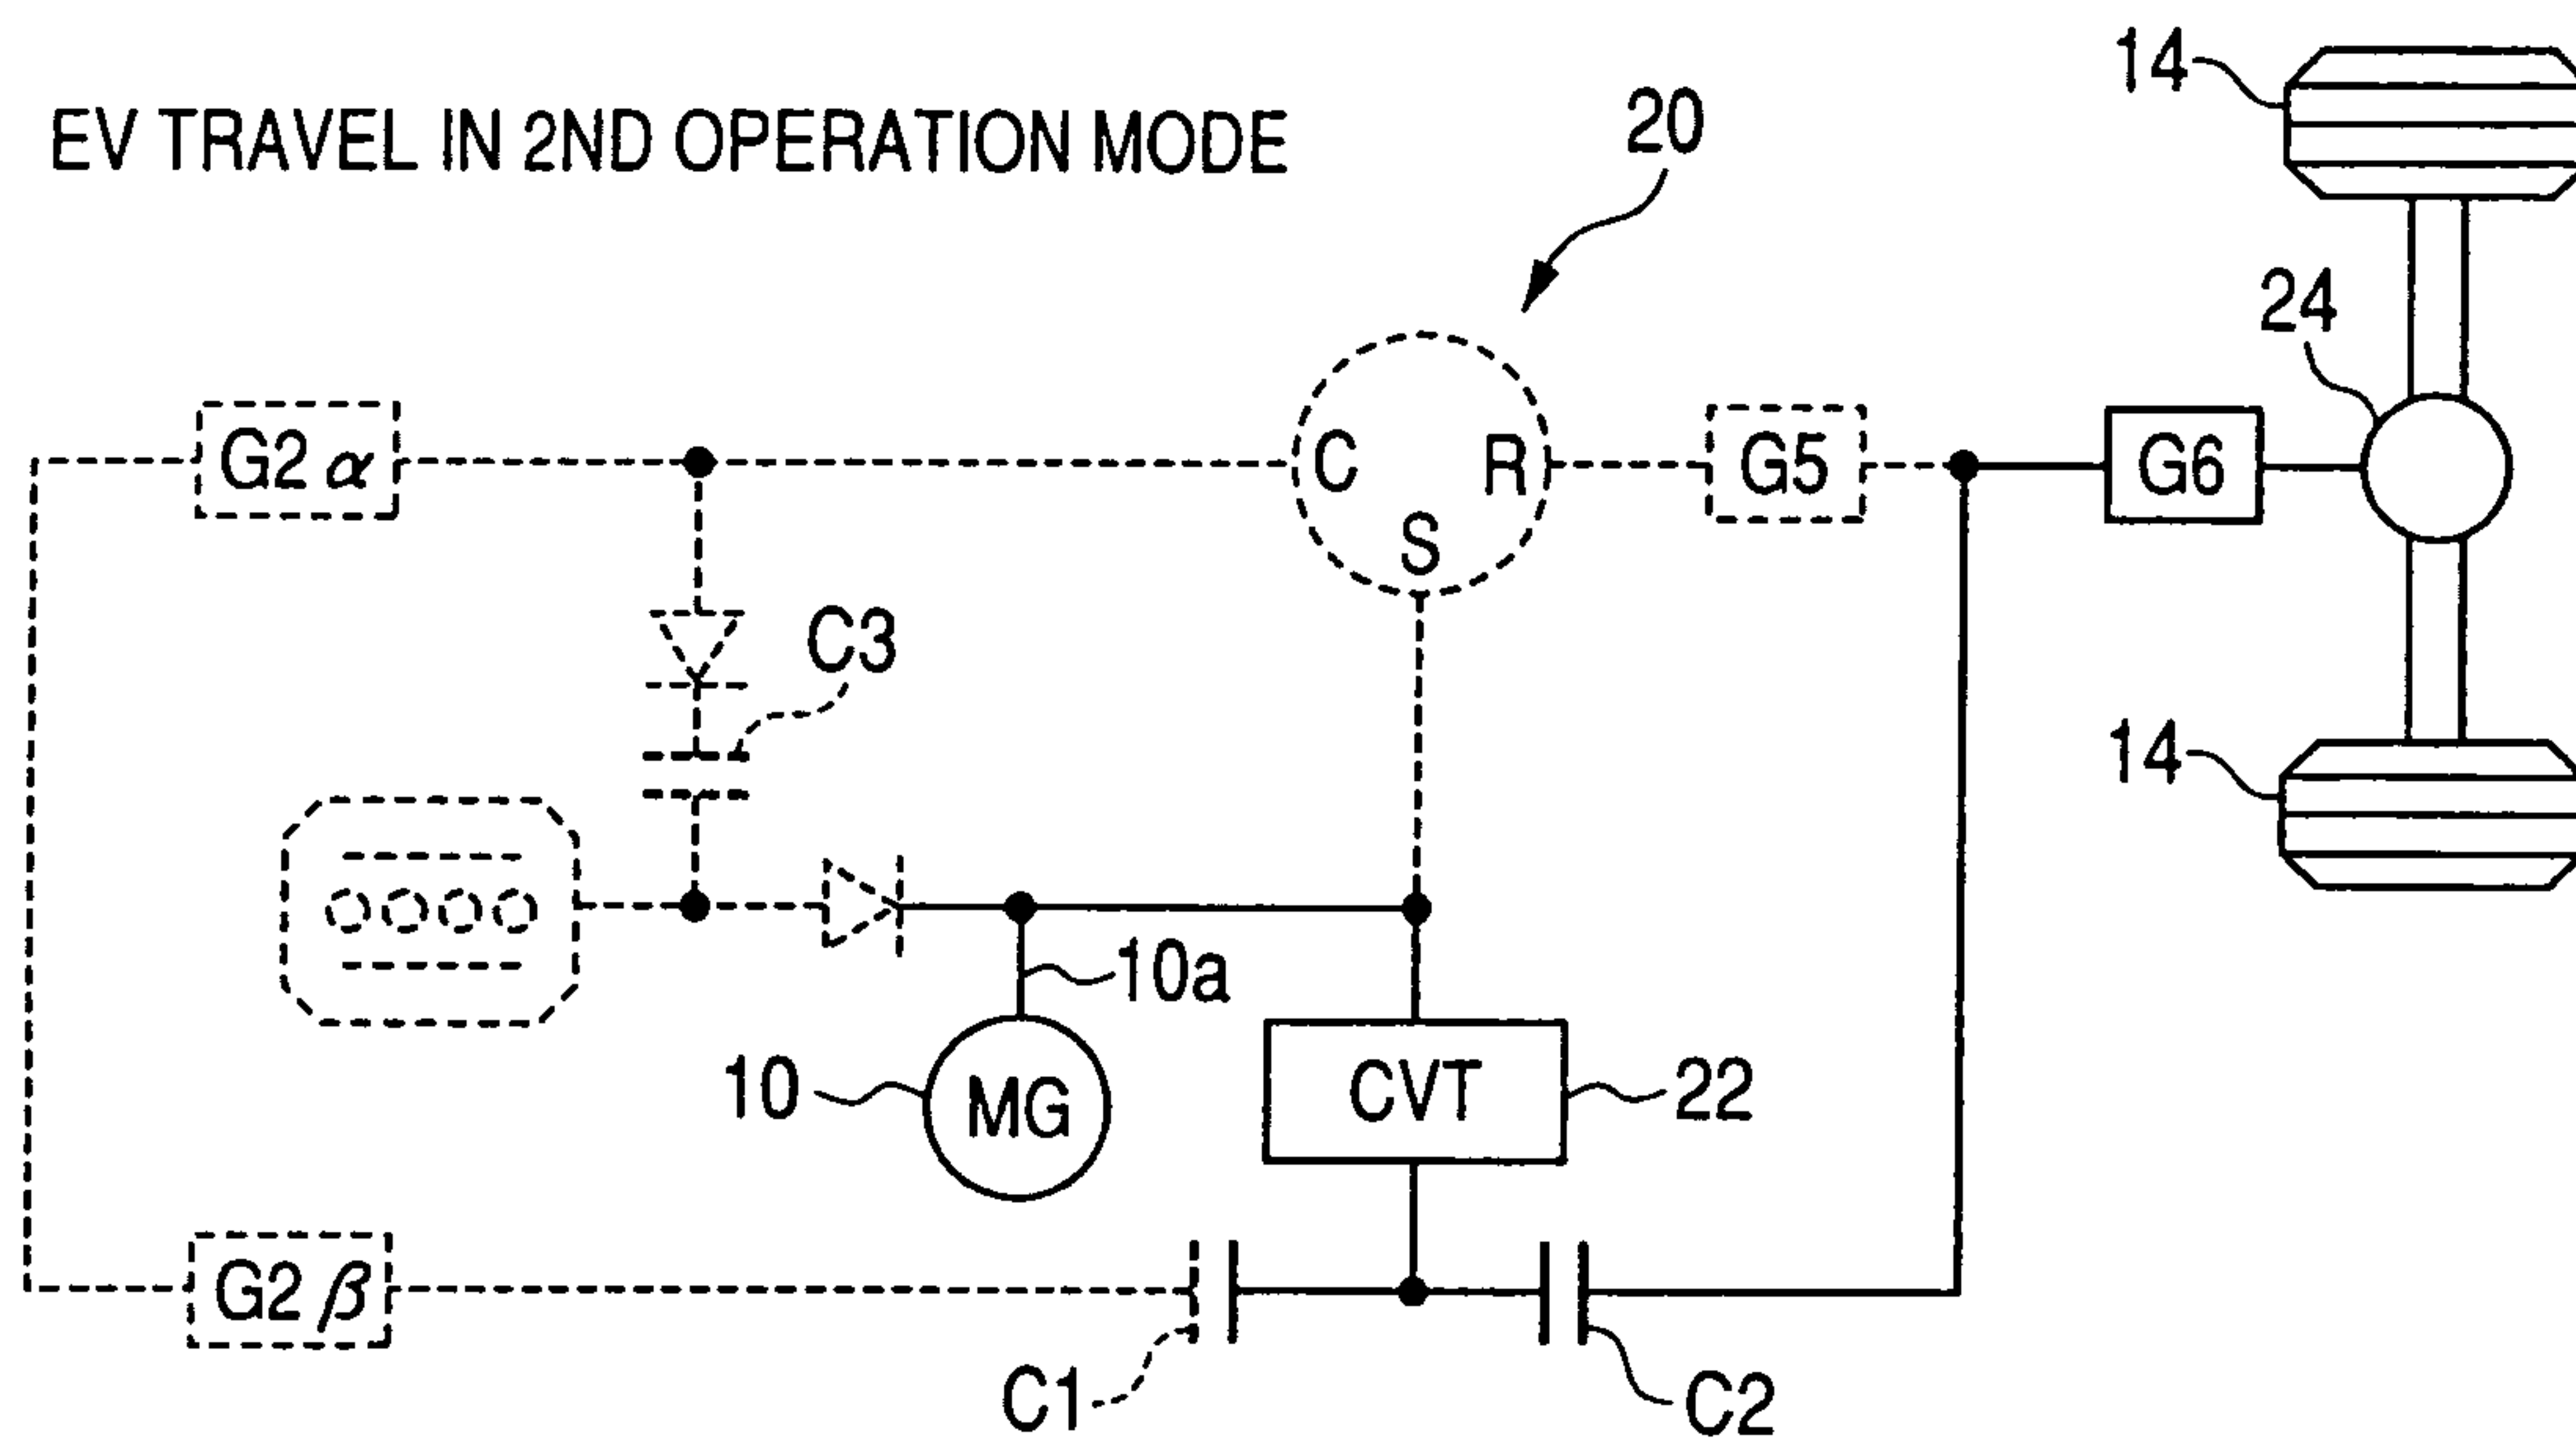 EV TRAVEL IN 2ND OPERATION MODE
20
14
24
G2 α
C
R
S
G5
G6
C3
14
10a
10
MG
CVT
22
G2 β
C1
C2